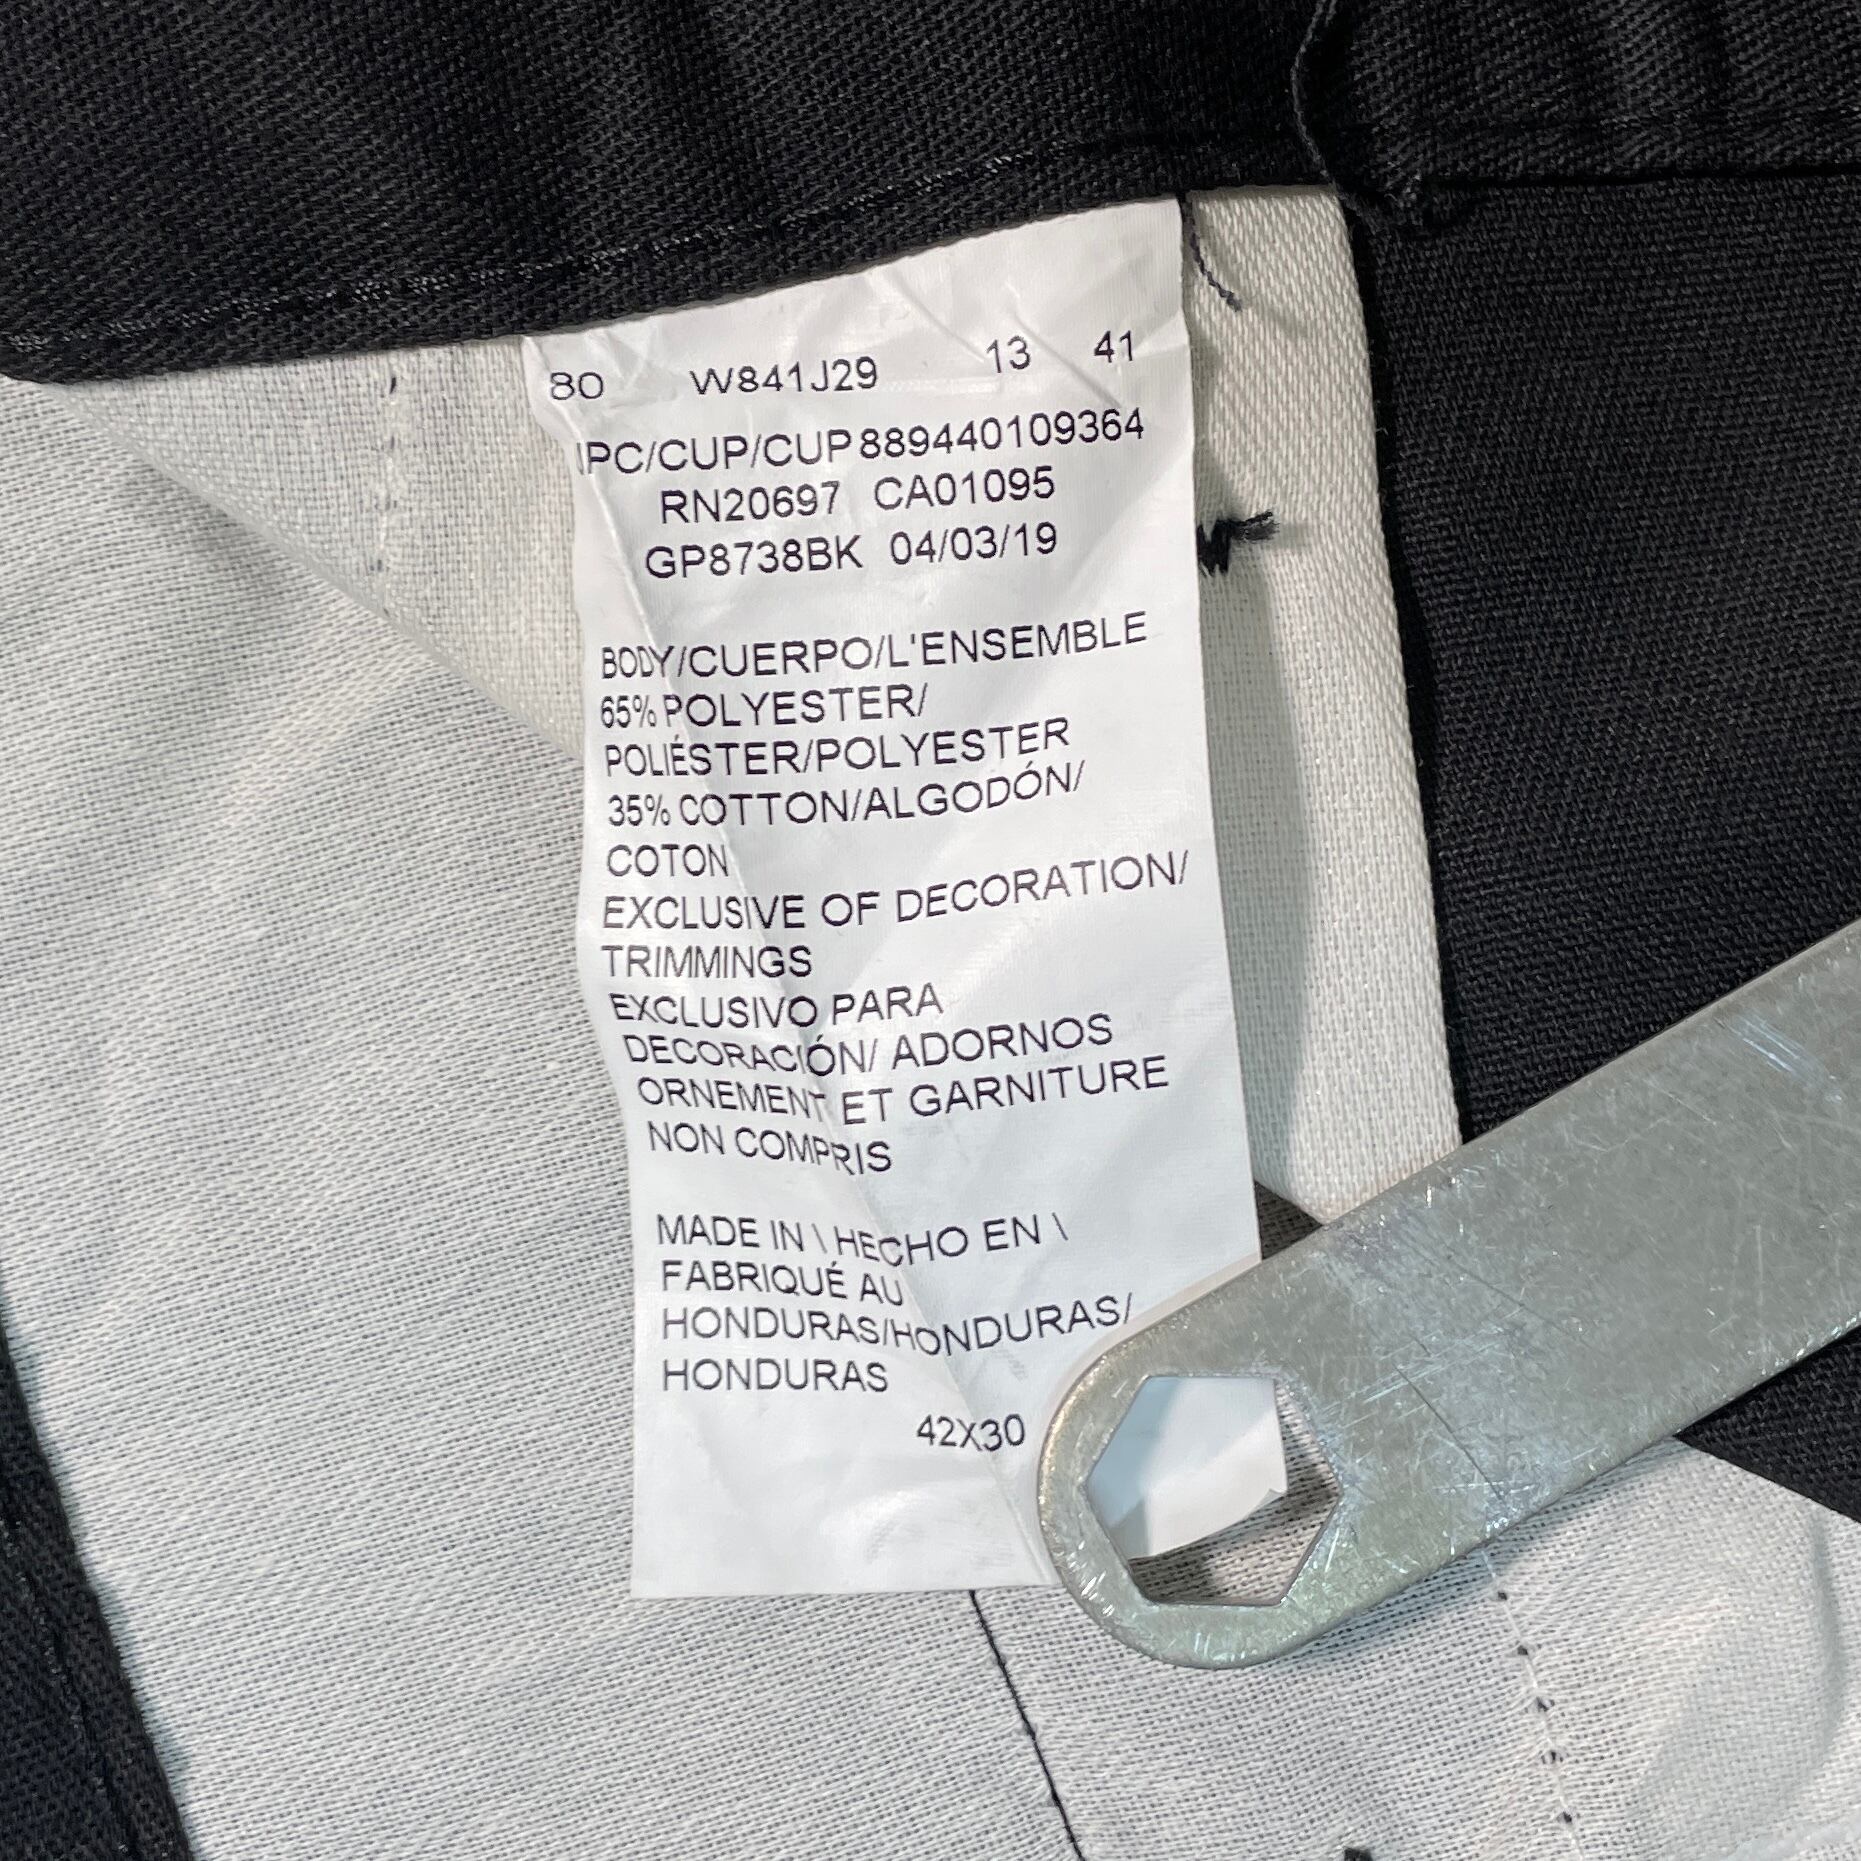 80 W841J29 13 41
UPC/CUP/CUP 889440109364
RN20697 CA01095
GP8738BK 04/03/19
BODY/CUERPO/L'ENSEMBLE
65% POLYESTER/
POLIÉSTER/POLYESTER
35% COTTON/ALGODÓN/
COTON
EXCLUSIVE OF DECORATION/
TRIMMINGS
EXCLUSIVO PARA
DECORACIÓN/ ADORNOS
ORNEMENT ET GARNITURE
NON COMPRIS
MADE IN \ HECHO EN \
FABRIQUÉ AU
HONDURAS/HONDURAS/
HONDURAS
42X30